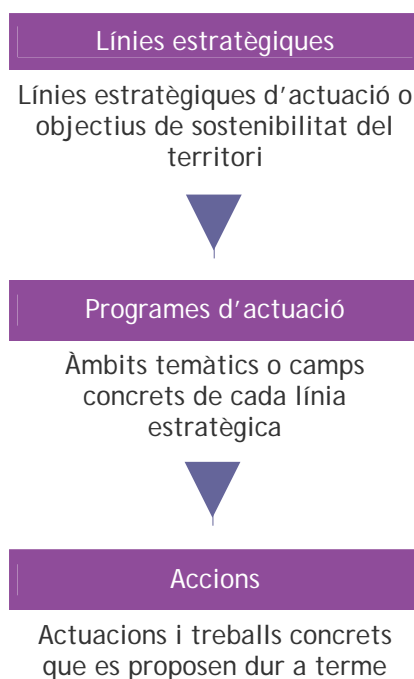 Línies estratègiques
Línies estratègiques d'actuació o
objectius de sostenibilitat del
territori
Programes d'actuació
Àmbits temàtics o camps
concrets de cada línia
estratègica
Accions
Actuacions i treballs concrets
que es proposen dur a terme